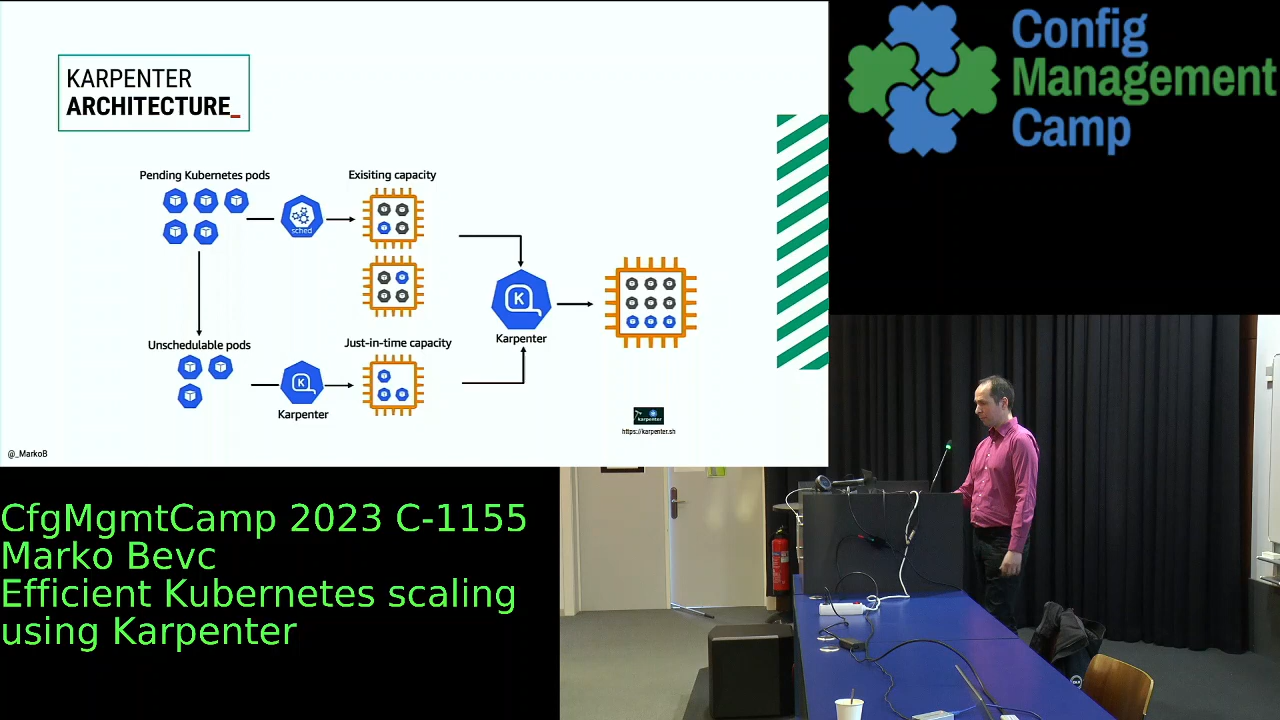 KARPENTER
ARCHITECTURE_
Pending Kubernetes pods
Exisiting capacity
sched
K
Karpenter
Unschedulable pods
Just-in-time capacity
K
Karpenter
karpenter
https://karpenter.sh
@_MarkoB
Config
Management
Camp
CfgMgmtCamp 2023 C-1155
Marko Bevc
Efficient Kubernetes scaling
using Karpenter